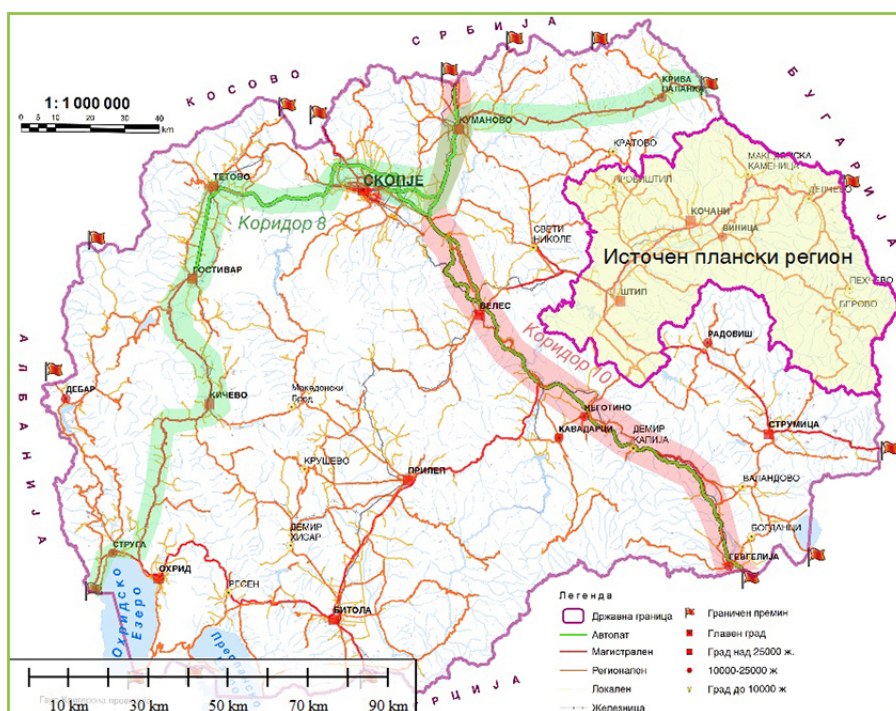 СРБИЈА
КОСОВО
БУГАРИЈА
1: 1 000 000
0 10 20 30 40
km
КРИВА
ПАЛАНКА
КУМАНОВО
КРАТОВО
МАКЕДОНСКА
КАМЕНИЦА
ТЕТОВО
СКОПЈЕ
ПРОБИШТИП
ДЕЛЧЕВО
Коридор 8
КОЧАНИ
СВЕТИ
НИКОЛЕ
ВИНИЦА
Источен плански регион
ГОСТИВАР
ПЕХЧЕВО
ШТИП
БЕРОВО
ВЕЛЕС
РАДОВИШ
Коридор 10
АЛБАНИЈА
ДЕБАР
КИЧЕВО
Македонски
Брод
НЕГОТИНО
КАВАДАРЦИ
ДЕМИР
КАПИЈА
СТРУМИЦА
КРУШЕВО
ПРИЛЕП
ВАЛАНДОВО
ДЕМИР
ХИСАР
БОГДАНЦИ
СТРУГА
ГЕВГЕЛИЈА
ОХРИД
РЕСЕН
БИТОЛА
Охридско
Езеро
РЦИЈА
Легенда
Државна граница
Автопат
Магистрален
Регионален
Локален
Железница
Граничен премин
Главен град
Град над 25000 ж.
10000-25000 ж
Град до 10000 ж
10 km 30 km 50 km 70 km 90 km